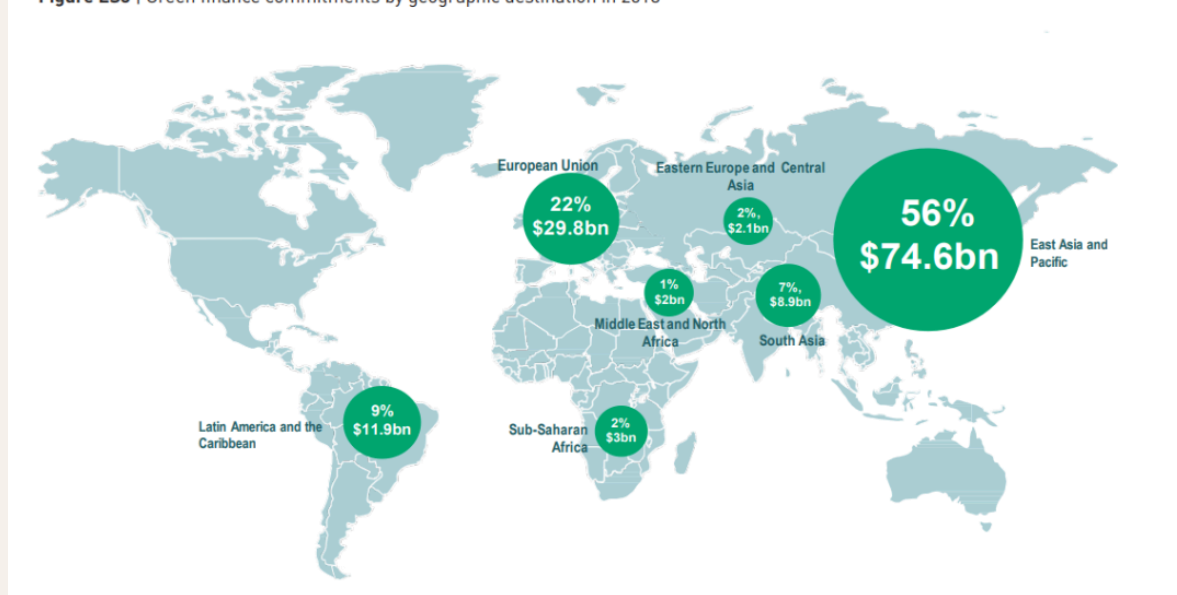 European Union
22%
$29.8bn
Eastern Europe and Central
Asia
2%,
$2.1bn
56%
$74.6bn
East Asia and
Pacific
1%
$2bn
7%,
$8.9bn
Middle East and North
Africa
South Asia
9%
$11.9bn
Latin America and the
Caribbean
Sub-Saharan
Africa
2%
$3bn